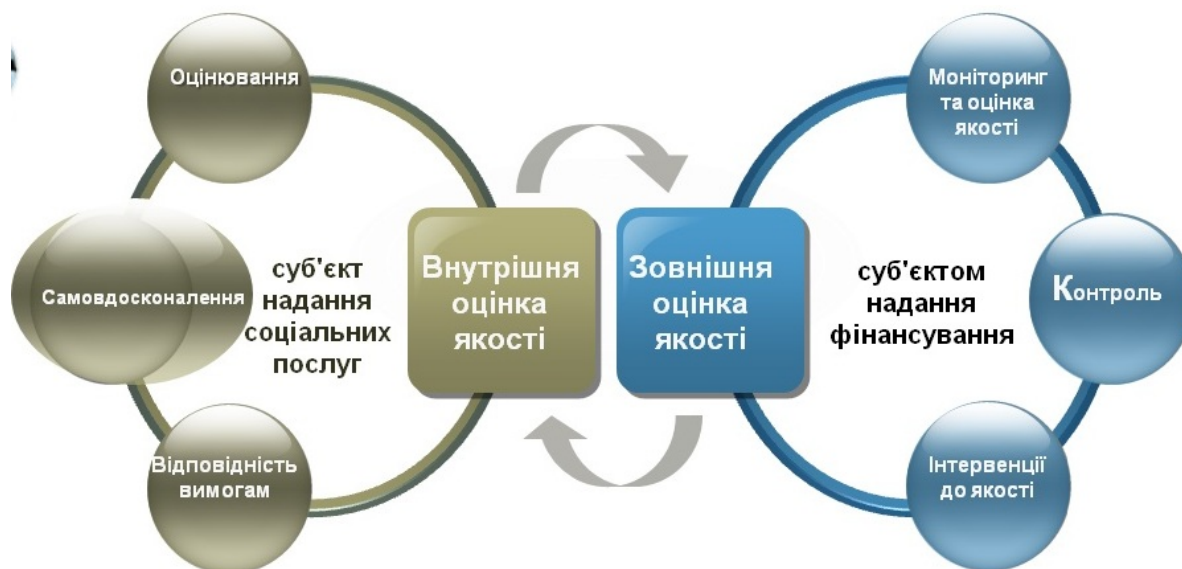 Оцінювання
Самовдосконалення
Відповідність
вимогам
суб'єкт
надання
соціальних
послуг
Внутрішня
оцінка
якості
Зовнішня
оцінка
якості
суб'єктом
надання
фінансування
Моніторинг
та оцінка
якості
Контроль
Інтервенції
до якості